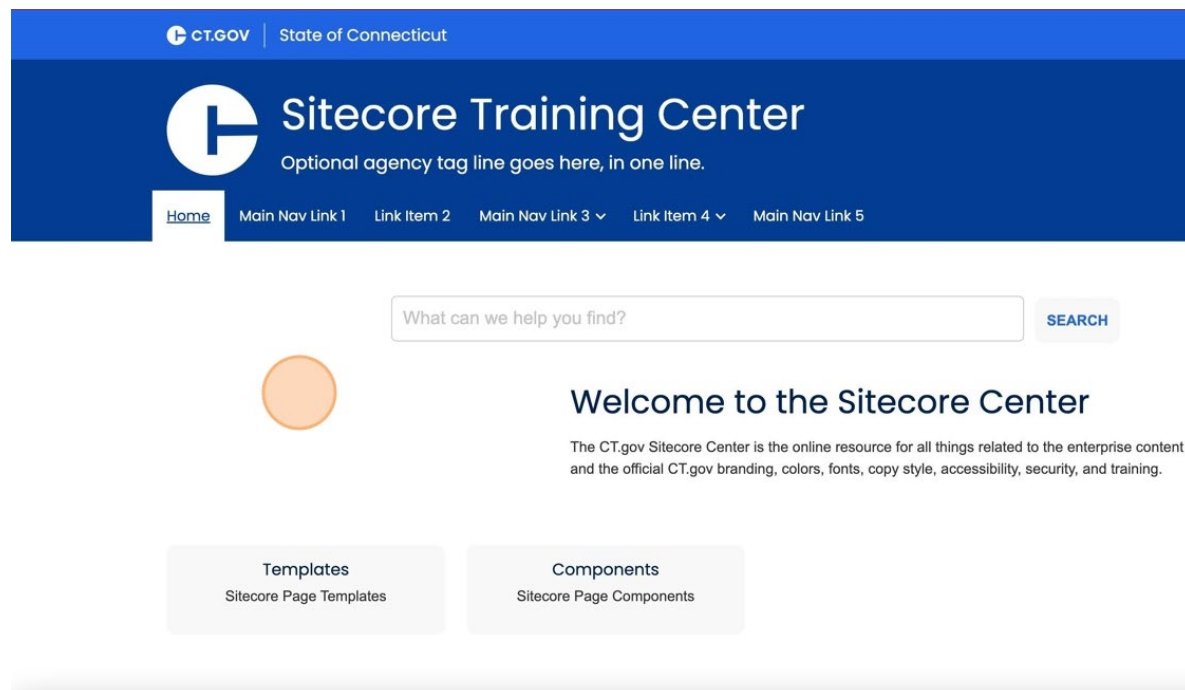 CT.GOV State of Connecticut
Sitecore Training Center
Optional agency tag line goes here, in one line.
Home Main Nav Link 1 Link Item 2 Main Nav Link 3 Link Item 4 Main Nav Link 5
What can we help you find? SEARCH
Welcome to the Sitecore Center
The CT.gov Sitecore Center is the online resource for all things related to the enterprise content
and the official CT.gov branding, colors, fonts, copy style, accessibility, security, and training.
Templates
Sitecore Page Templates
Components
Sitecore Page Components